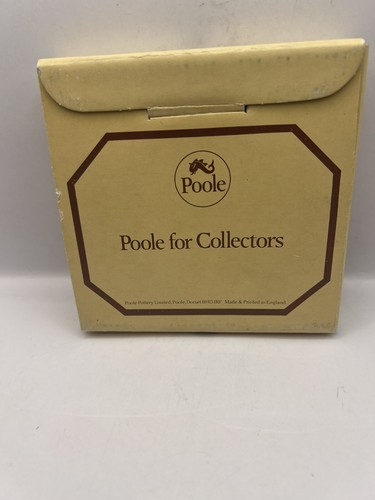 Poole
Poole for Collectors
Poole Pottery Limited, Poole, Dorset BH15 1RF Made & Printed in England